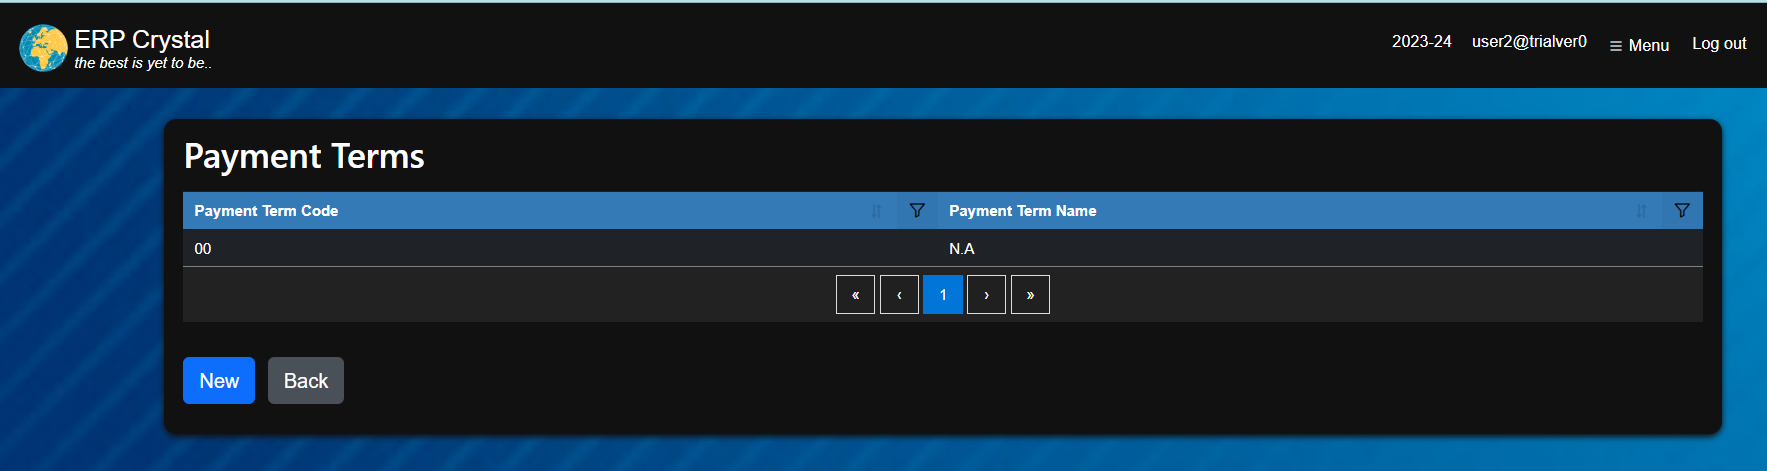 ERP Crystal
the best is yet to be..
2023-24 user2@trialver0 Menu Log out
Payment Terms
Payment Term Code Payment Term Name
00 N.A
« ‹ 1 › »
New Back